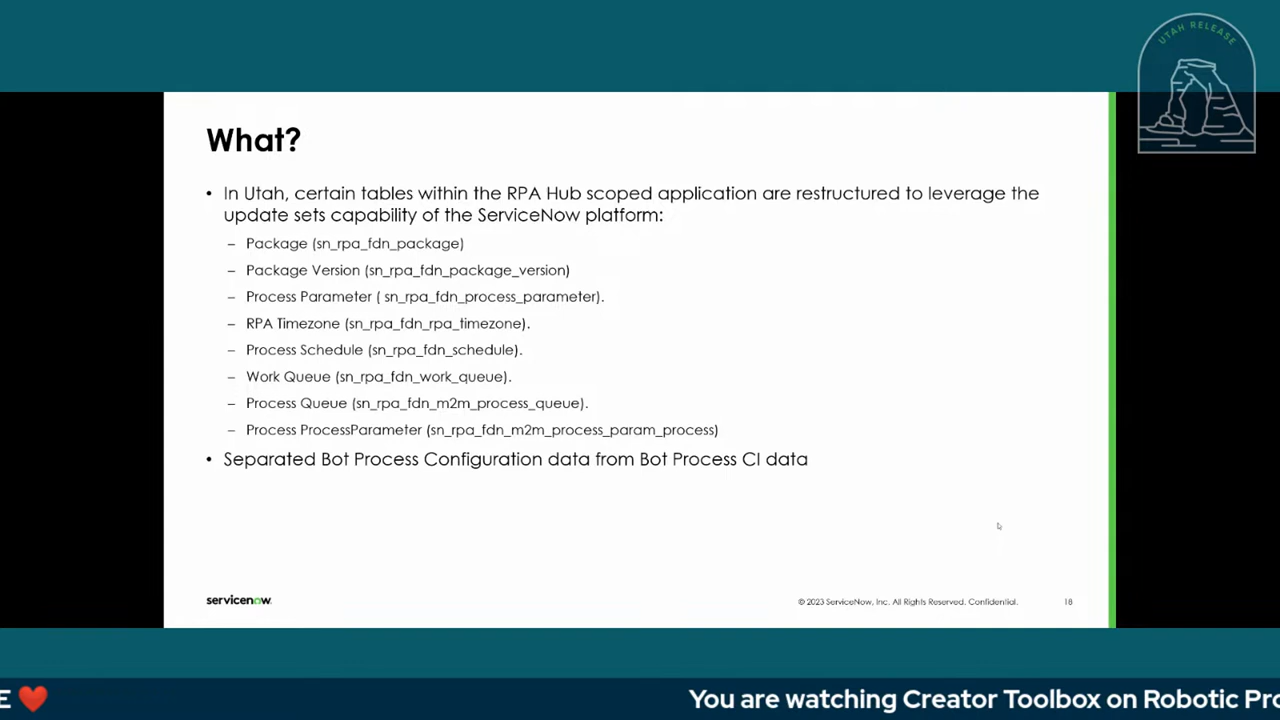 UTAH RELEASE
What?
• In Utah, certain tables within the RPA Hub scoped application are restructured to leverage the
update sets capability of the ServiceNow platform:
– Package (sn_rpa_fdn_package)
– Package Version (sn_rpa_fdn_package_version)
– Process Parameter ( sn_rpa_fdn_process_parameter).
– RPA Timezone (sn_rpa_fdn_rpa_timezone).
– Process Schedule (sn_rpa_fdn_schedule).
– Work Queue (sn_rpa_fdn_work_queue).
– Process Queue (sn_rpa_fdn_m2m_process_queue).
– Process ProcessParameter (sn_rpa_fdn_m2m_process_param_process)
• Separated Bot Process Configuration data from Bot Process CI data
servicenow.
© 2023 ServiceNow, Inc. All Rights Reserved. Confidential.
18
E ❤️
You are watching Creator Toolbox on Robotic Pro